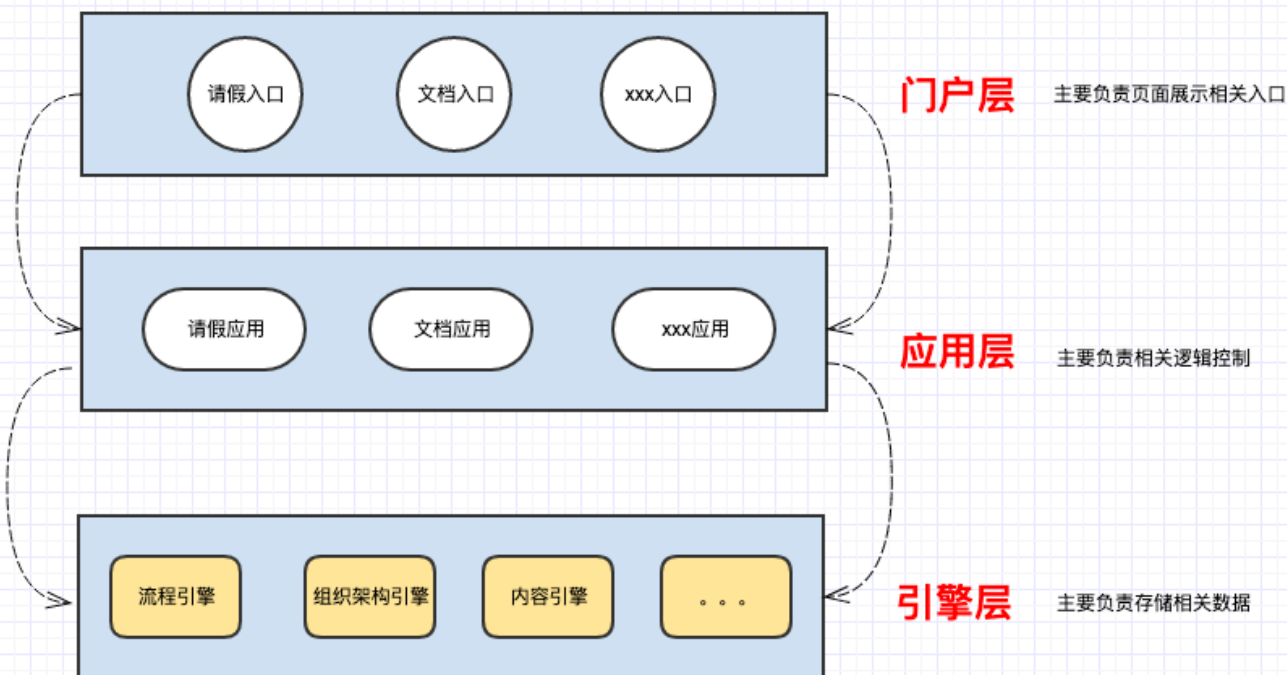 请假入口
文档入口
xxx入口
门户层
主要负责页面展示相关入口
请假应用
文档应用
xxx应用
应用层
主要负责相关逻辑控制
流程引擎
组织架构引擎
内容引擎
。。。
引擎层
主要负责存储相关数据